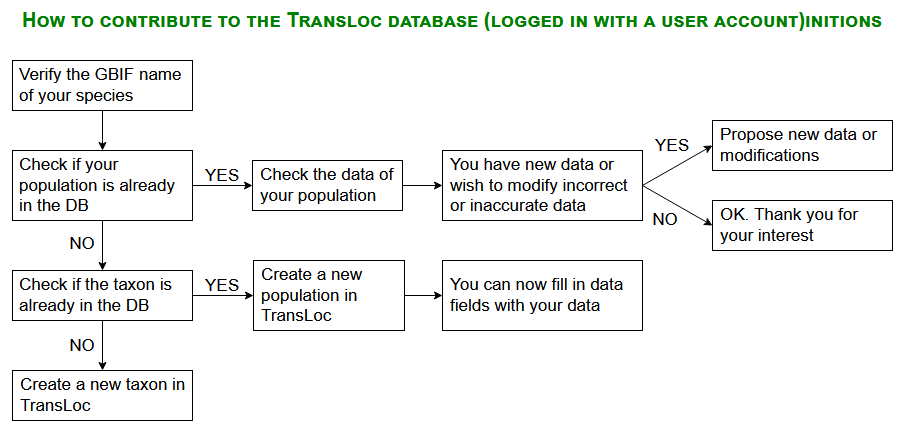 How to contribute to the Transloc database (logged in with a user account)initions
Verify the GBIF name
of your species
Check if your
population is already
in the DB
YES
Check the data of
your population
You have new data or
wish to modify incorrect
or inaccurate data
YES
Propose new data or
modifications
NO
OK. Thank you for
your interest
NO
Check if the taxon is
already in the DB
YES
Create a new
population in
TransLoc
You can now fill in data
fields with your data
NO
Create a new taxon in
TransLoc